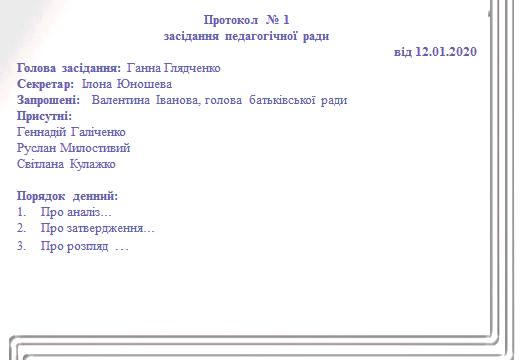 Протокол № 1
засідання педагогічної ради
від 12.01.2020
Голова засідання: Ганна Глядченко
Секретар: Ілона Юношева
Запрошені: Валентина Іванова, голова батьківської ради
Присутні:
Геннадій Галіченко
Руслан Милостивий
Світлана Кулажко
Порядок денний:
1. Про аналіз...
2. Про затвердження...
3. Про розгляд ...